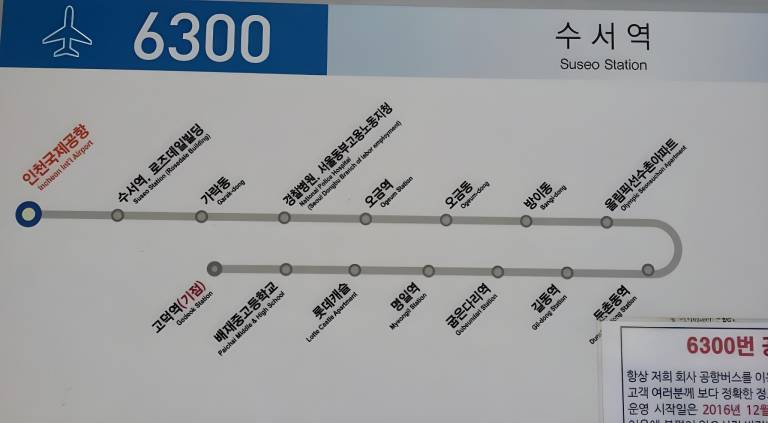 6300
수서역
Suseo Station
인천국제공항
Incheon Int'l Airport
수서역, 로즈데일빌딩
Suseo Station (Rosedale Building)
가락동
Garak-dong
경찰병원, 서울동부고용노동지청
National Police Hospital
(Seoul Dongbu Branch of labor employment)
오금역
Ogeum Station
오금동
Ogeum-dong
방이동
Bangi-dong
올림픽선수촌아파트
Olympic Seonsuchon Apartment
고덕역(기점)
Godeok Station
배재중고등학교
Paichai Middle & High School
롯데캐슬
Lotte Castle Apartment
명일역
Myeongil Station
굽은다리역
Gubeundari Station
길동역
Gil-dong Station
둔촌동역
Station
6300번
항상 저희 회사 공항버스를
고객 여러분께 보다 정확한
운영 시작일은 2016년 12월